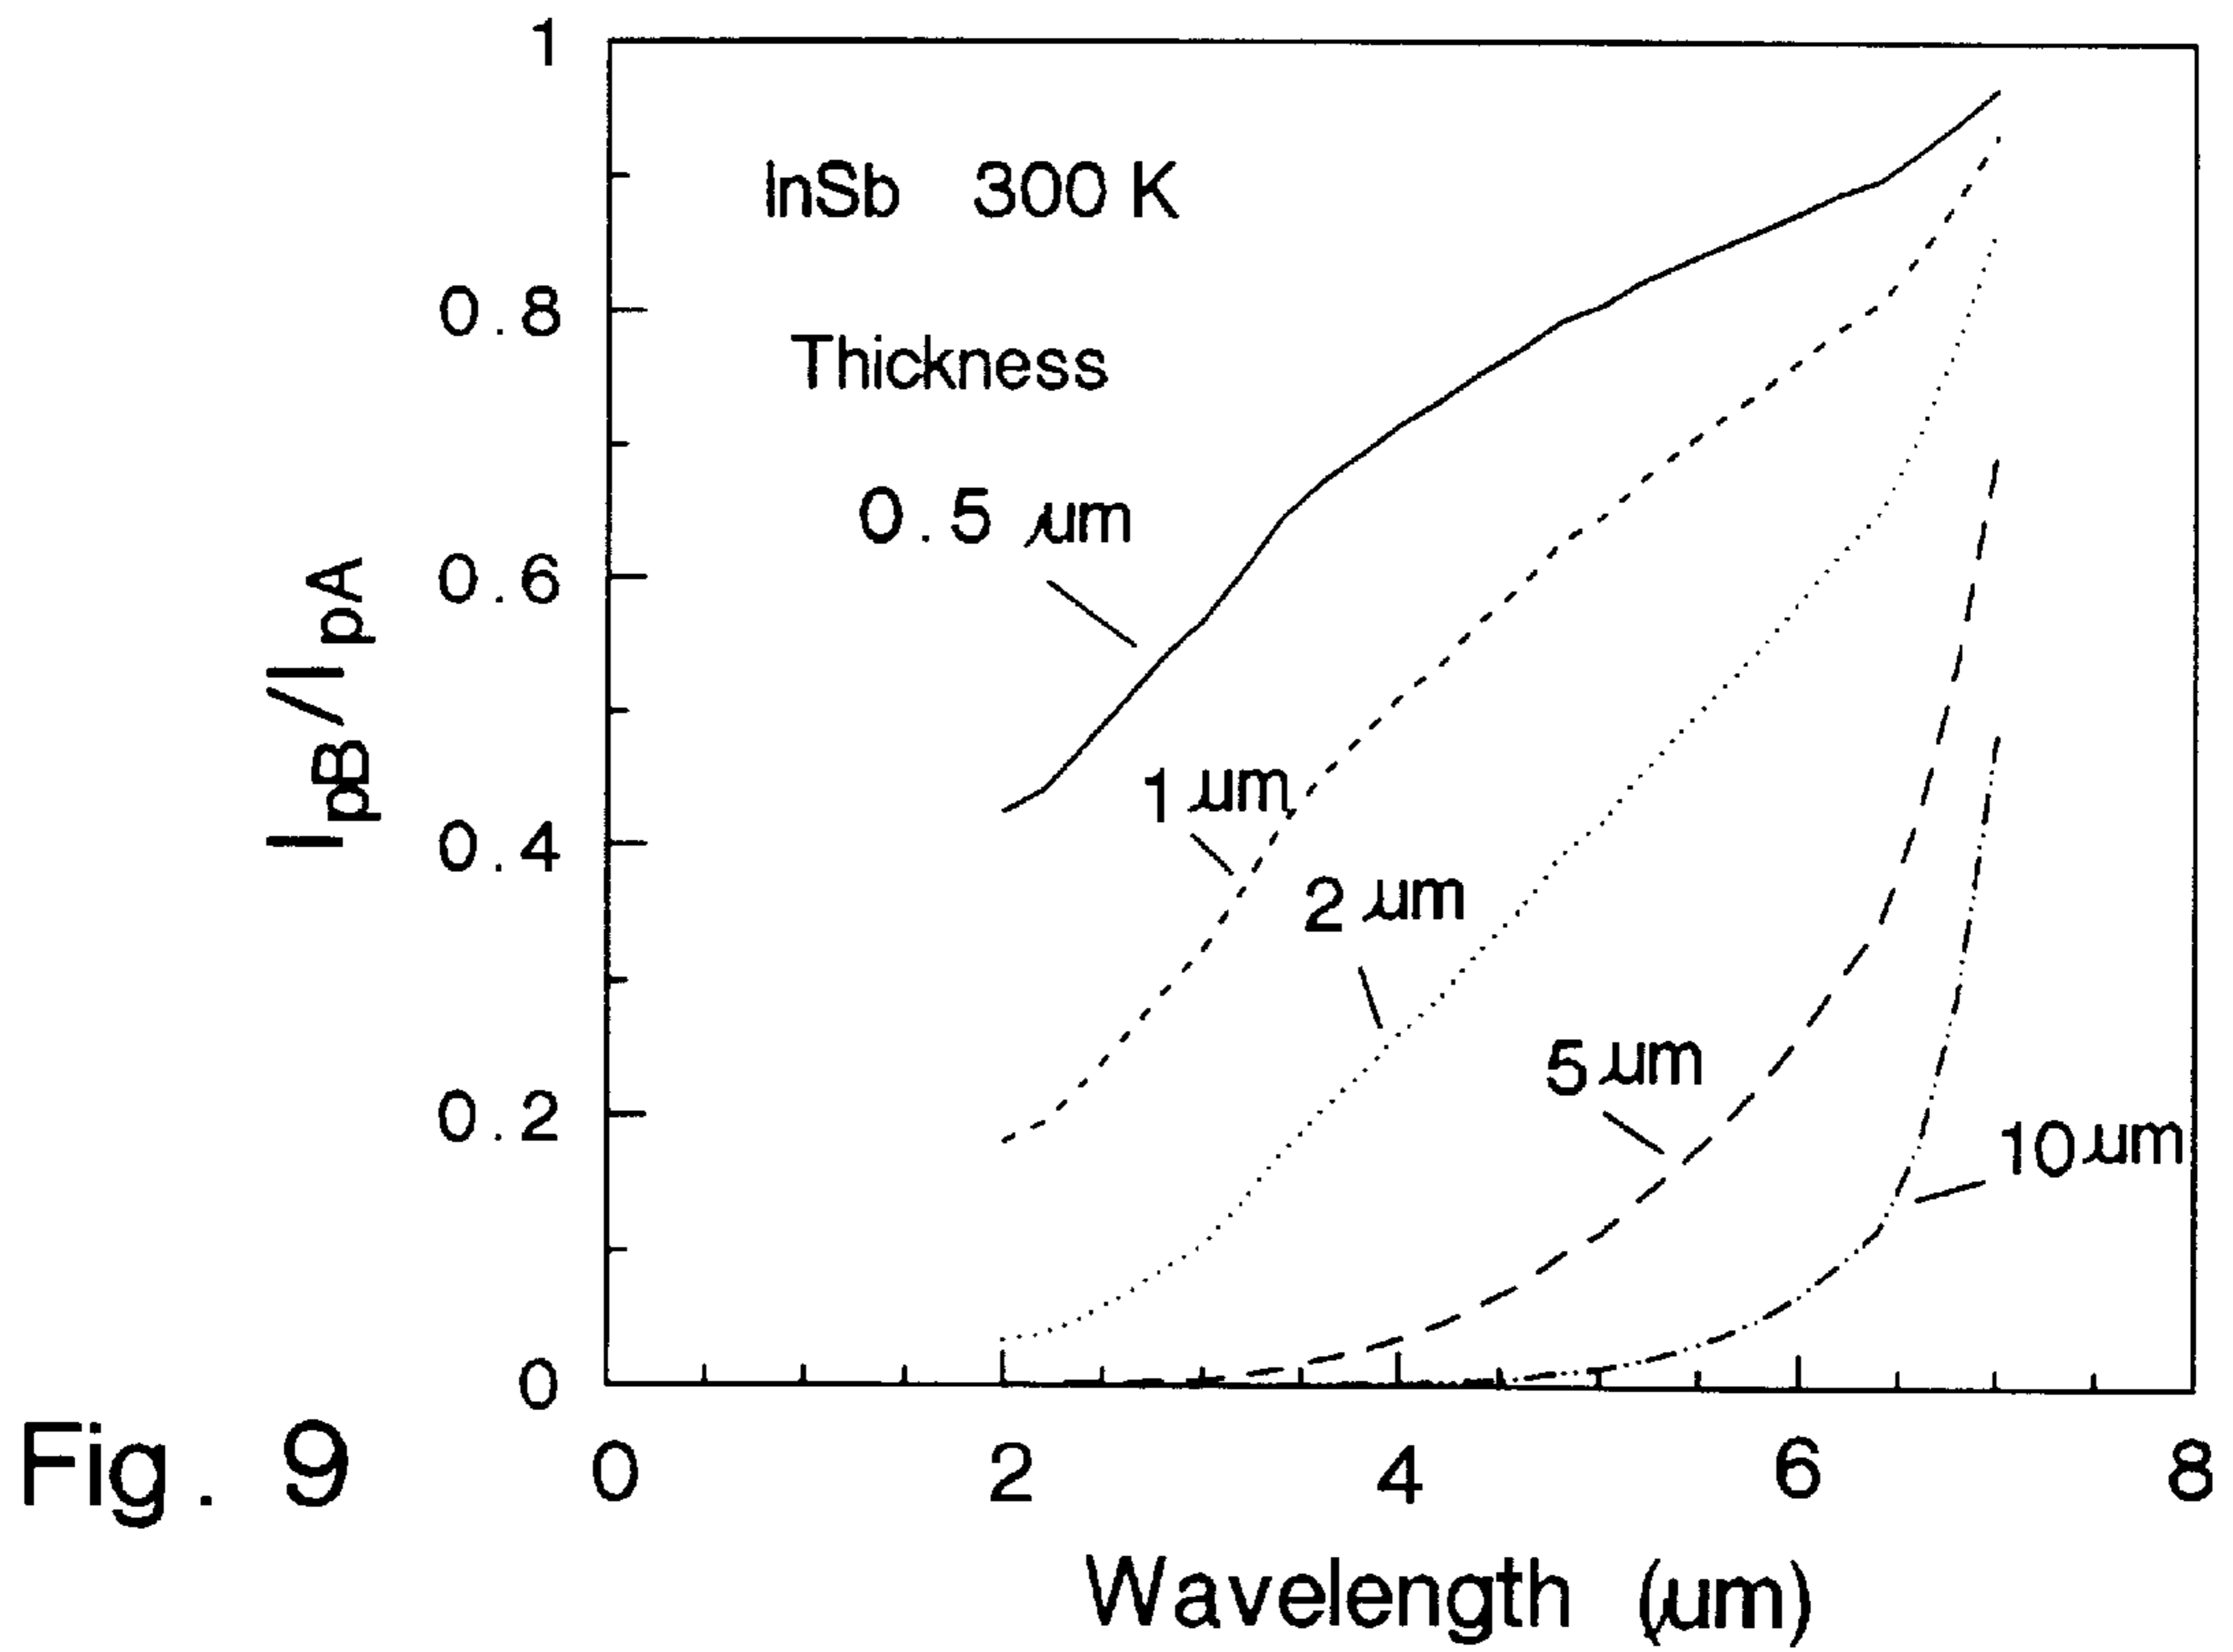 1
InSb 300 K
0.8
Thickness
0.5 μm
0.6
IpB/IpA
1 μm
0.4
2 μm
5 μm
0.2
10 μm
0
Fig. 9
0 2 4 6 8
Wavelength (μm)